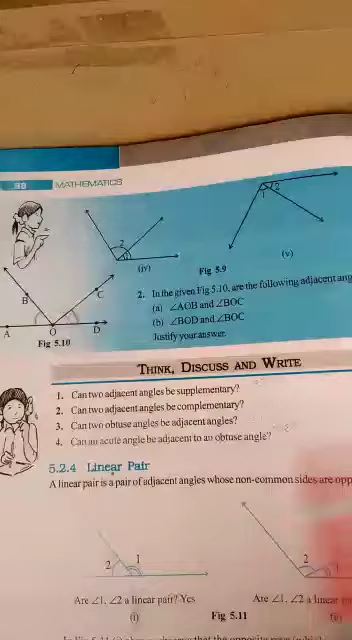 98 MATHEMATICS
2
1
(iv)
1 2
(v)
Fig 5.9
2. In the given Fig 5.10, are the following adjacent
(a) ∠AOB and ∠BOC
(b) ∠BOD and ∠BOC
Justify your answer.
B
C
A
O
D
Fig 5.10
THINK, DISCUSS AND WRITE
1. Can two adjacent angles be supplementary?
2. Can two adjacent angles be complementary?
3. Can two obtuse angles be adjacent angles?
4. Can an acute angle be adjacent to an obtuse angle?
5.2.4 Linear Pair
A linear pair is a pair of adjacent angles whose non-common sides are
2 1
2
Are ∠1, ∠2 a linear pair? Yes
Are ∠1, ∠2 a linear
(i)
Fig 5.11
(ii)
that the opposite